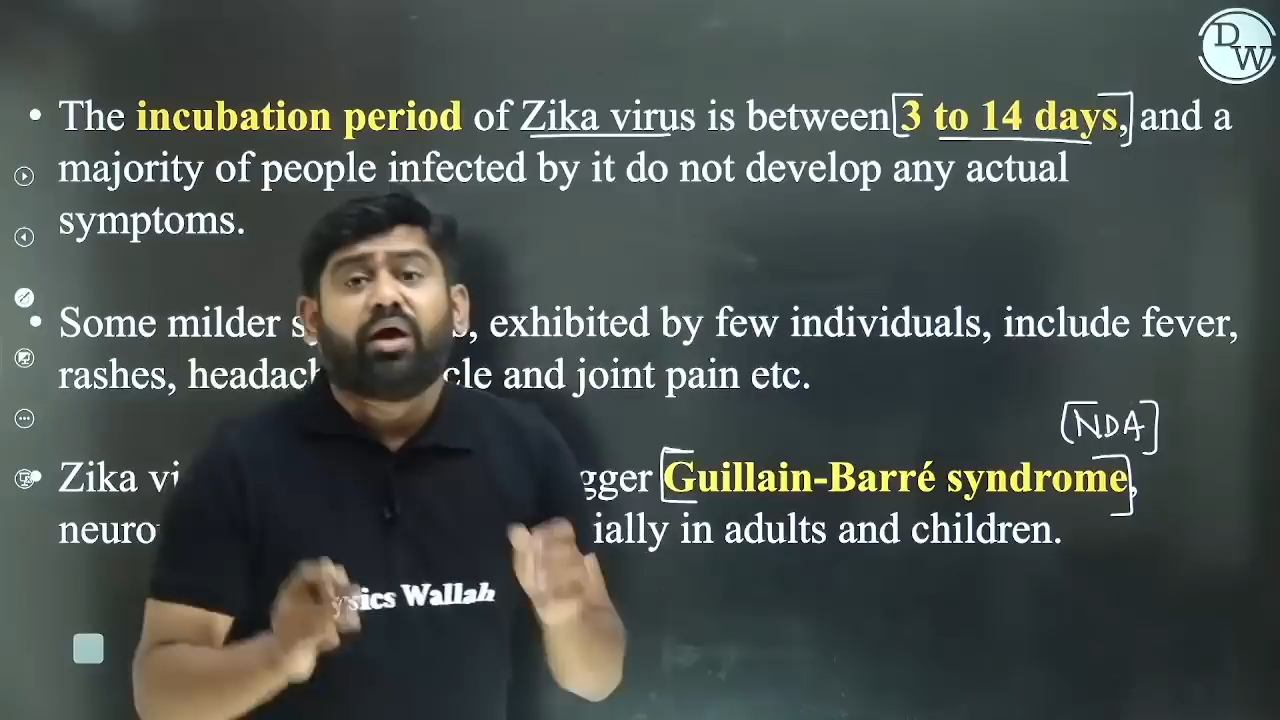 DW
• The incubation period of Zika virus is between [3 to 14 days,] and a
majority of people infected by it do not develop any actual
symptoms.
• Some milder s, exhibited by few individuals, include fever,
rashes, headach cle and joint pain etc.
[NDA]
• Zika vi gger [Guillain-Barré syndrome],
neuro ially in adults and children.
ysics Wallah